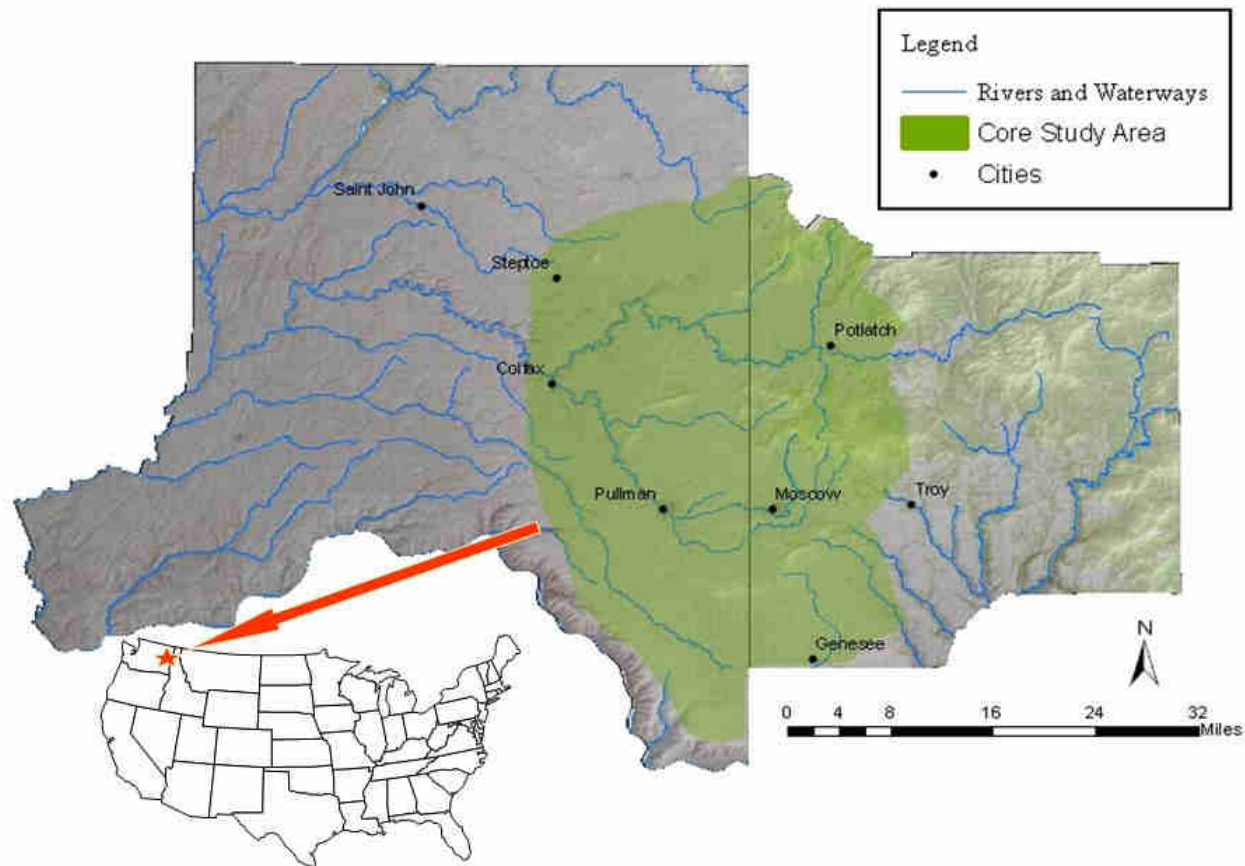 Legend
Rivers and Waterways
Core Study Area
Cities
Saint John
Steptoe
Potlatch
Colfax
Pullman
Moscow
Troy
Genesee
N
0 4 8 16 24 32
Miles